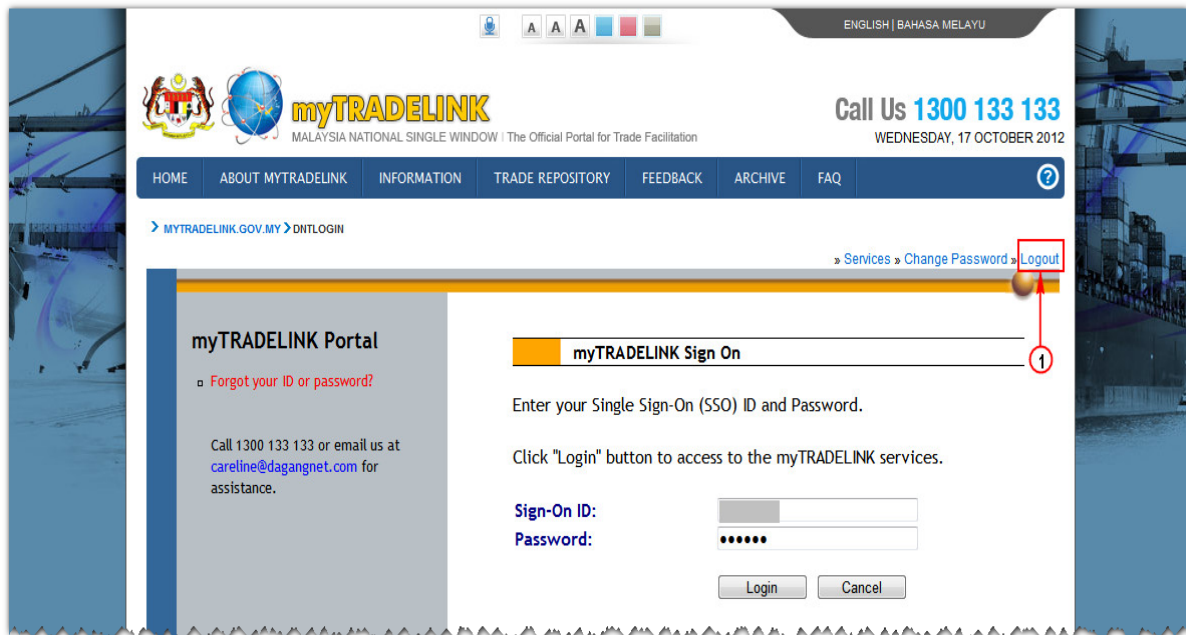 A A A
ENGLISH | BAHASA MELAYU
myTRADELINK
MALAYSIA NATIONAL SINGLE WINDOW | The Official Portal for Trade Facilitation
Call Us 1300 133 133
WEDNESDAY, 17 OCTOBER 2012
HOME ABOUT MYTRADELINK INFORMATION TRADE REPOSITORY FEEDBACK ARCHIVE FAQ ?
> MYTRADELINK.GOV.MY > DNTLOGIN
» Services » Change Password » Logout
1
myTRADELINK Portal
Forgot your ID or password?
Call 1300 133 133 or email us at
careline@dagangnet.com for
assistance.
myTRADELINK Sign On
Enter your Single Sign-On (SSO) ID and Password.
Click "Login" button to access to the myTRADELINK services.
Sign-On ID:
Password: ••••••
Login Cancel